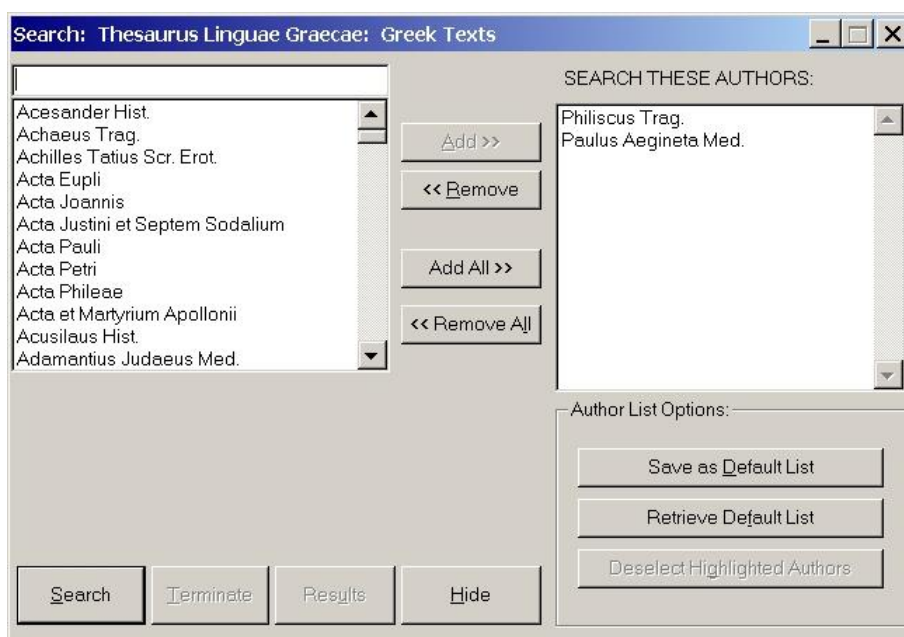 Search: Thesaurus Linguae Graecae: Greek Texts
Acesander Hist.
Achaeus Trag.
Achilles Tatius Scr. Erot.
Acta Eupli
Acta Joannis
Acta Justini et Septem Sodalium
Acta Pauli
Acta Petri
Acta Phileae
Acta et Martyrium Apollonii
Acusilaus Hist.
Adamantius Judaeus Med.
Add >>
<< Remove
Add All >>
<< Remove All
SEARCH THESE AUTHORS:
Philiscus Trag.
Paulus Aegineta Med.
Author List Options:
Save as Default List
Retrieve Default List
Deselect Highlighted Authors
Search
Terminate
Results
Hide